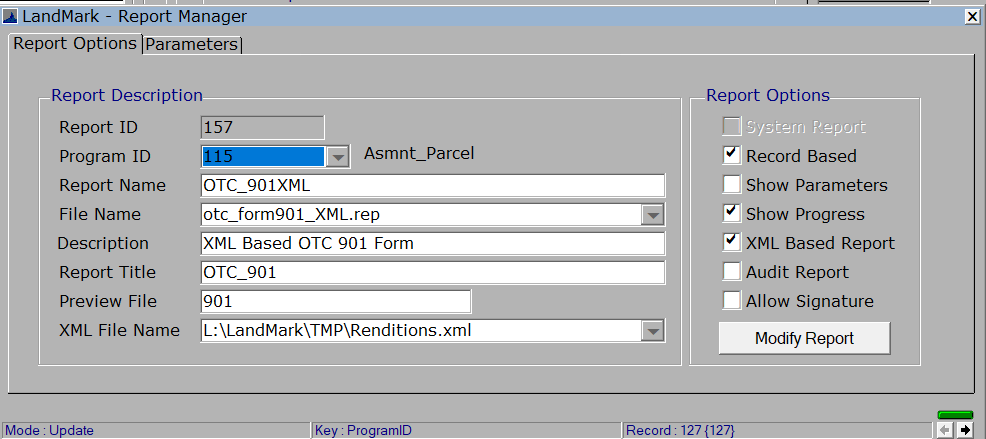 LandMark - Report Manager
Report Options Parameters
Report Description
Report ID 157
Program ID 115 Asmnt_Parcel
Report Name OTC_901XML
File Name otc_form901_XML.rep
Description XML Based OTC 901 Form
Report Title OTC_901
Preview File 901
XML File Name L:\LandMark\TMP\Renditions.xml
Report Options
System Report
Record Based
Show Parameters
Show Progress
XML Based Report
Audit Report
Allow Signature
Modify Report
Mode : Update Key : ProgramID Record : 127 {127}